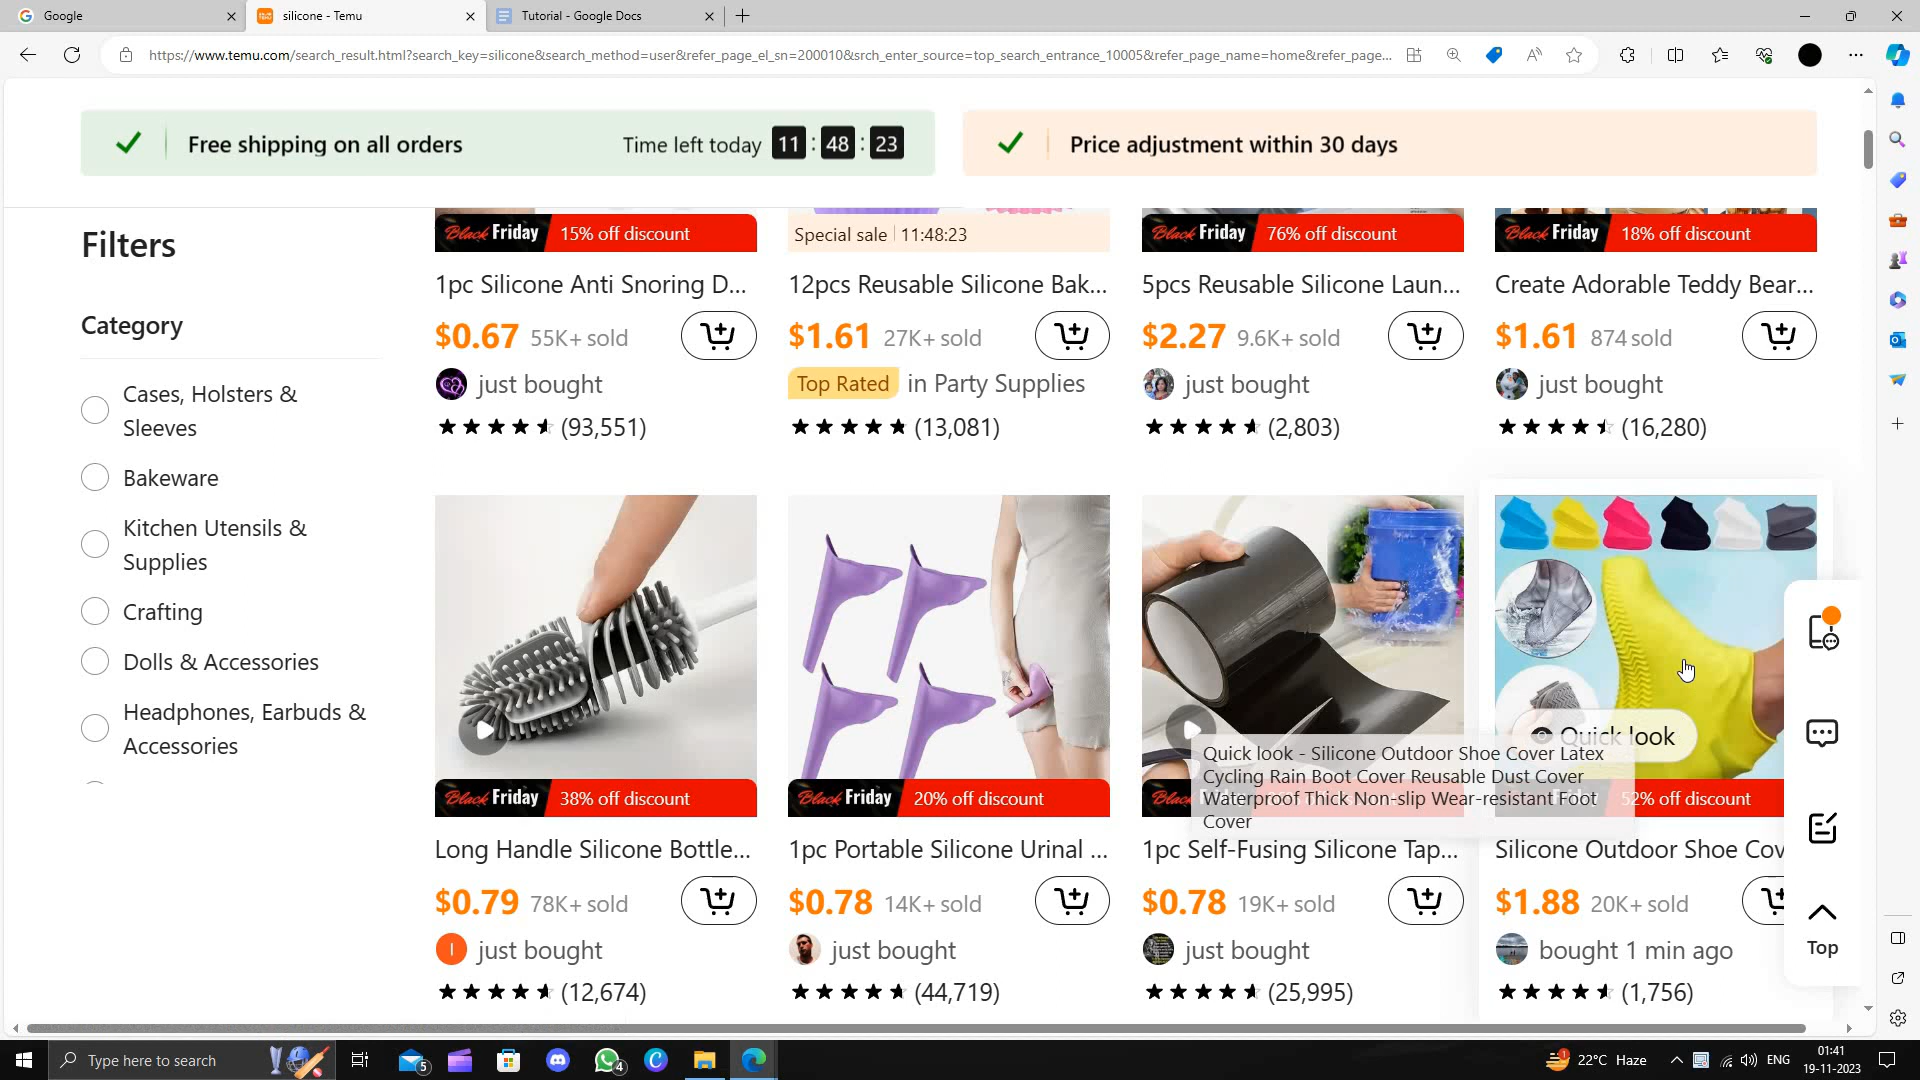 Google
silicone - Temu
Tutorial - Google Docs
https://www.temu.com/search_result.html?search_key=silicone&search_method=user&refer_page_el_sn=200010&srch_enter_source=top_search_entrance_10005&refer_page_name=home&refer_page...
Free shipping on all orders
Time left today 11 : 48 : 23
Price adjustment within 30 days
Filters
Category
Cases, Holsters &
Sleeves
Bakeware
Kitchen Utensils &
Supplies
Crafting
Dolls & Accessories
Headphones, Earbuds &
Accessories
Black Friday 15% off discount
1pc Silicone Anti Snoring D...
$0.67 55K+ sold
just bought
(93,551)
Special sale 11:48:23
12pcs Reusable Silicone Bak...
$1.61 27K+ sold
Top Rated in Party Supplies
(13,081)
Black Friday 76% off discount
5pcs Reusable Silicone Laun...
$2.27 9.6K+ sold
just bought
(2,803)
Black Friday 18% off discount
Create Adorable Teddy Bear...
$1.61 874 sold
just bought
(16,280)
Black Friday 38% off discount
Long Handle Silicone Bottle...
$0.79 78K+ sold
I
just bought
(12,674)
Black Friday 20% off discount
1pc Portable Silicone Urinal ...
$0.78 14K+ sold
just bought
(44,719)
1pc Self-Fusing Silicone Tap...
$0.78 19K+ sold
just bought
(25,995)
Quick look
Quick look - Silicone Outdoor Shoe Cover Latex
Cycling Rain Boot Cover Reusable Dust Cover
Waterproof Thick Non-slip Wear-resistant Foot
Cover
Friday 52% off discount
Silicone Outdoor Shoe Cov
$1.88 20K+ sold
bought 1 min ago
(1,756)
Top
Type here to search
5
4
1
22°C Haze
ENG
01:41
19-11-2023